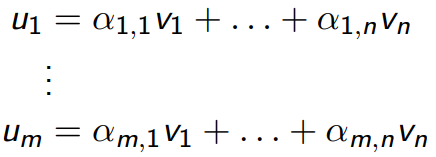 u₁ = α₁,₁v₁ + … + α₁,ₙvₙ
⋮
uₘ = αₘ,₁v₁ + … + αₘ,ₙvₙ